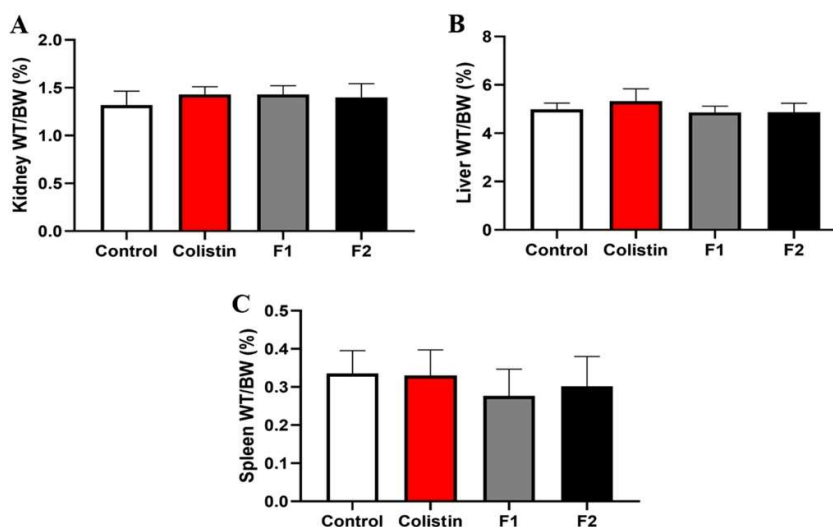 A
Kidney WT/BW (%)
2.0
1.5
1.0
0.5
0.0
Control Colistin F1 F2
B
Liver WT/BW (%)
8
6
4
2
0
Control Colistin F1 F2
C
Spleen WT/BW (%)
0.5
0.4
0.3
0.2
0.1
0.0
Control Colistin F1 F2